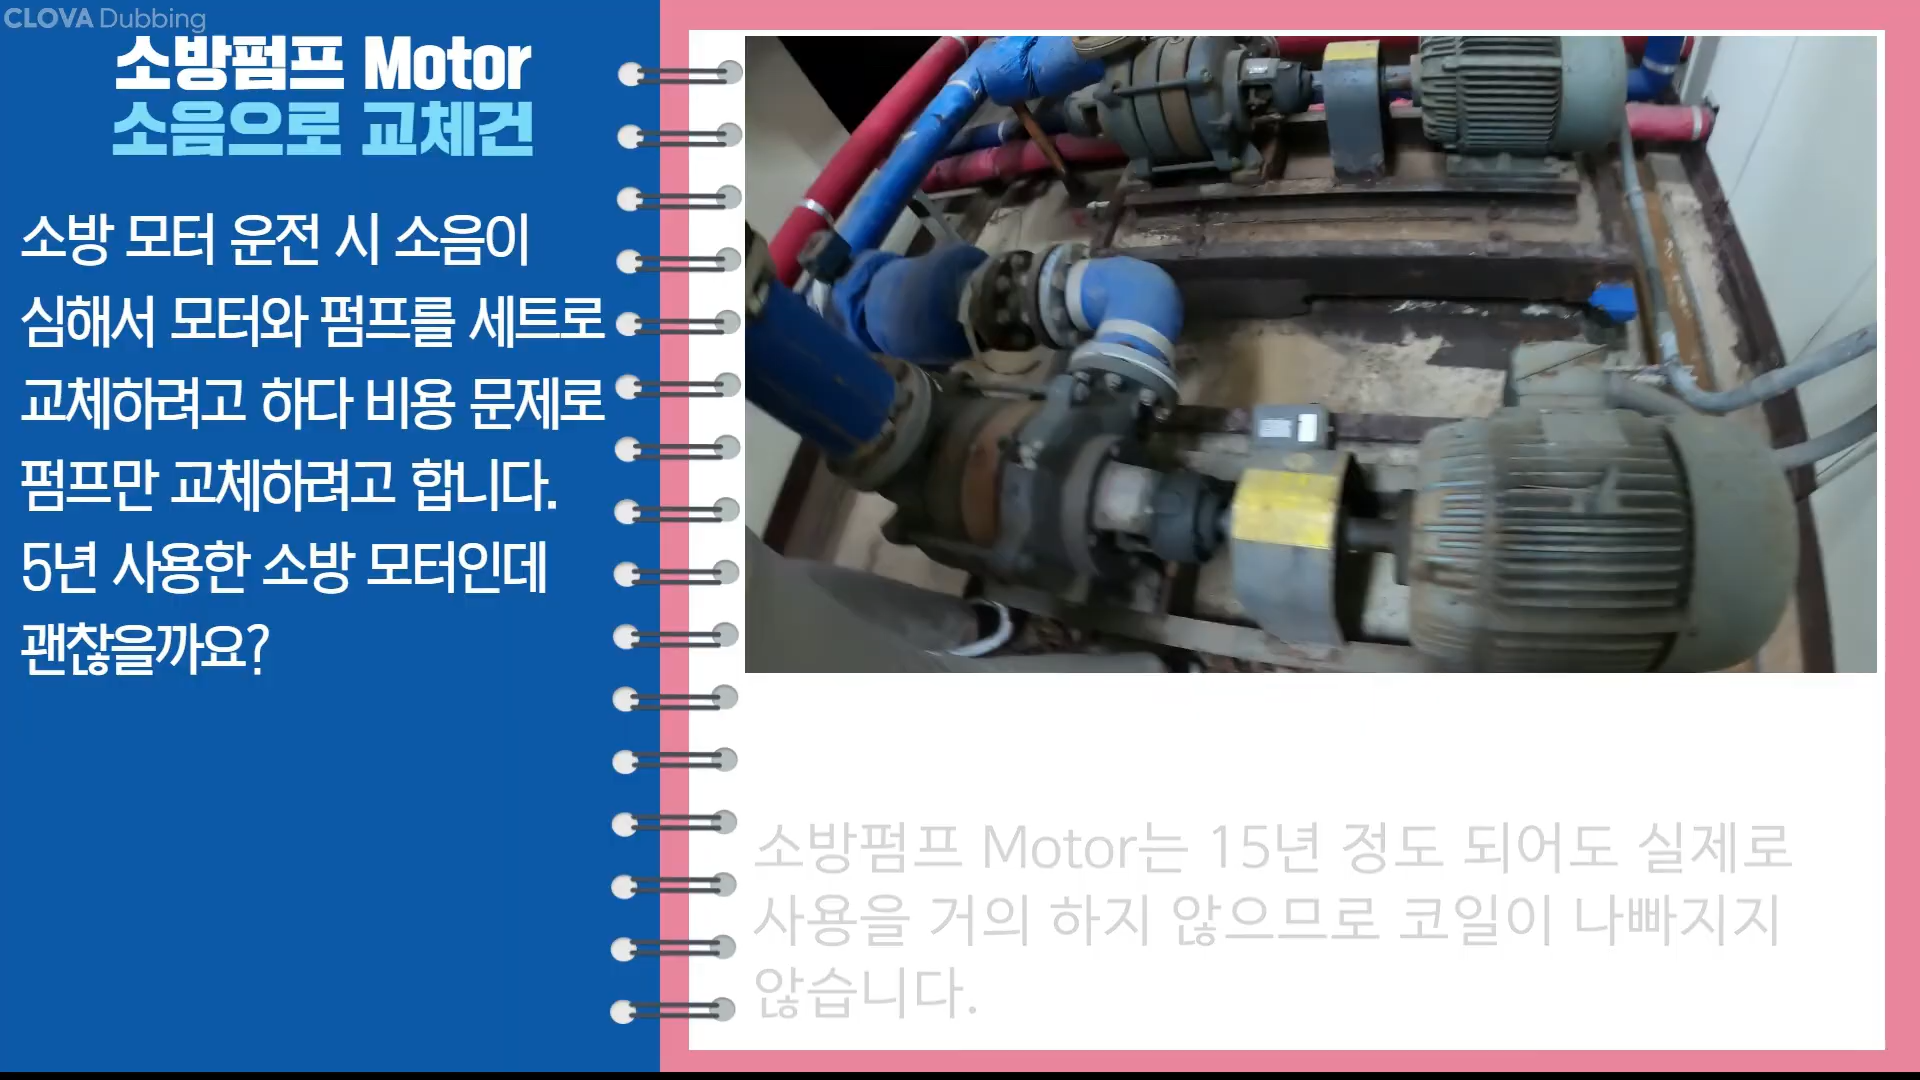 CLOVA Dubbing
소방펌프 Motor
소음으로 교체건
소방 모터 운전 시 소음이
심해서 모터와 펌프를 세트로
교체하려고 하다 비용 문제로
펌프만 교체하려고 합니다.
5년 사용한 소방 모터인데
괜찮을까요?
소방펌프 Motor는 15년 정도 되어도 실제로
사용을 거의 하지 않으므로 코일이 나빠지지
않습니다.